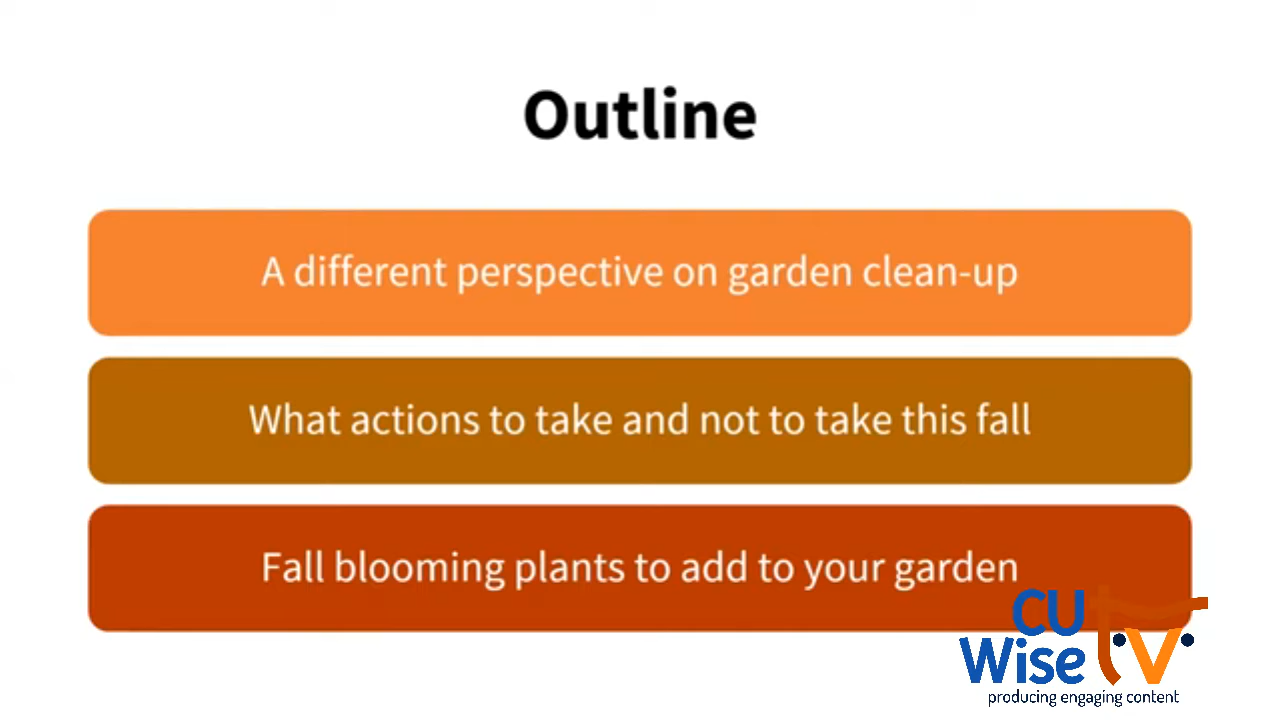 Outline
A different perspective on garden clean-up
What actions to take and not to take this fall
Fall blooming plants to add to your garden
CU
Wise t.v.
producing engaging content